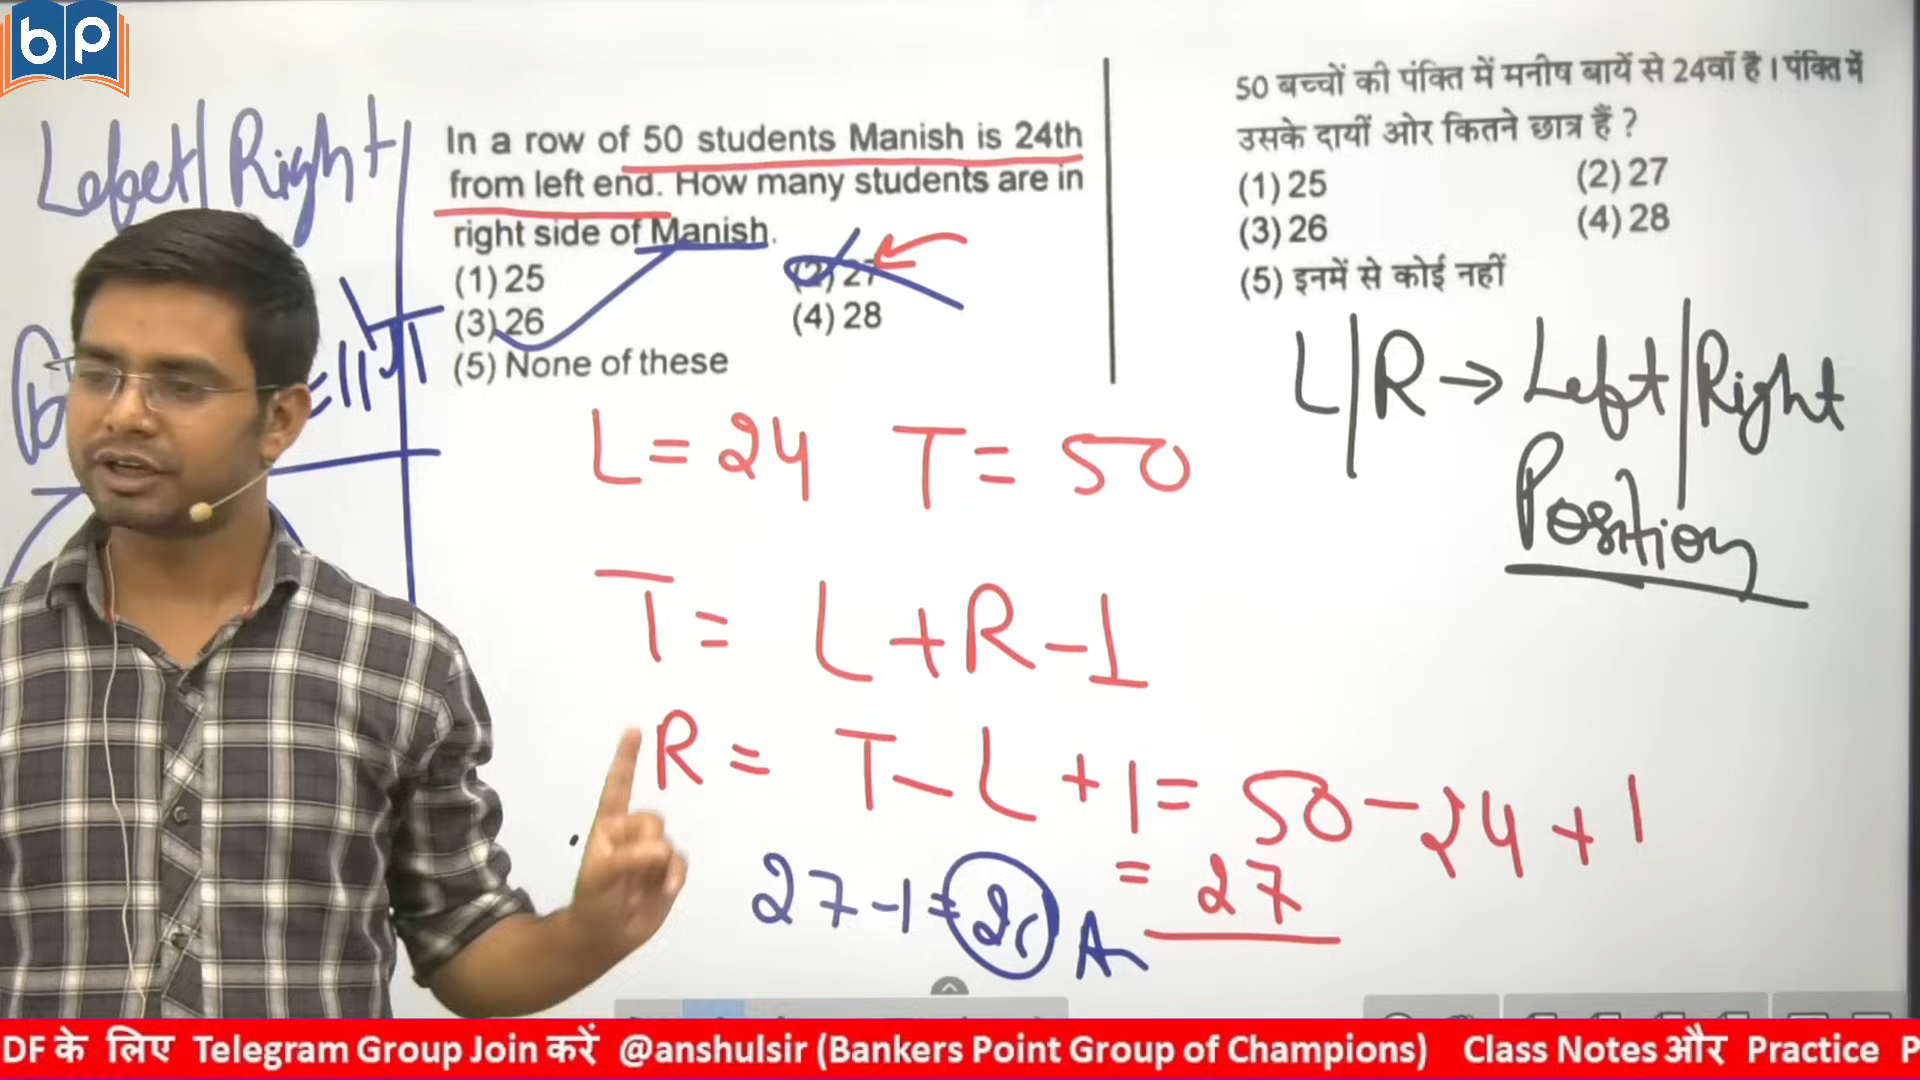 bp
Left/Right
In a row of 50 students Manish is 24th
from left end. How many students are in
right side of Manish.
(1) 25
(2) 27
(3) 26
(4) 28
(5) None of these
50 बच्चों की पंक्ति में मनीष बायें से 24वाँ है । पंक्ति में
उसके दायीं ओर कितने छात्र हैं ?
(1) 25
(2) 27
(3) 26
(4) 28
(5) इनमें से कोई नहीं
L/R → Left/Right
Position
L = 24 T = 50
T = L + R - 1
R = T - L + 1 = 50 - 24 + 1
= 27
27 - 1 = 26 A
DF के लिए Telegram Group Join करें @anshulsir (Bankers Point Group of Champions) Class Notes और Practice P